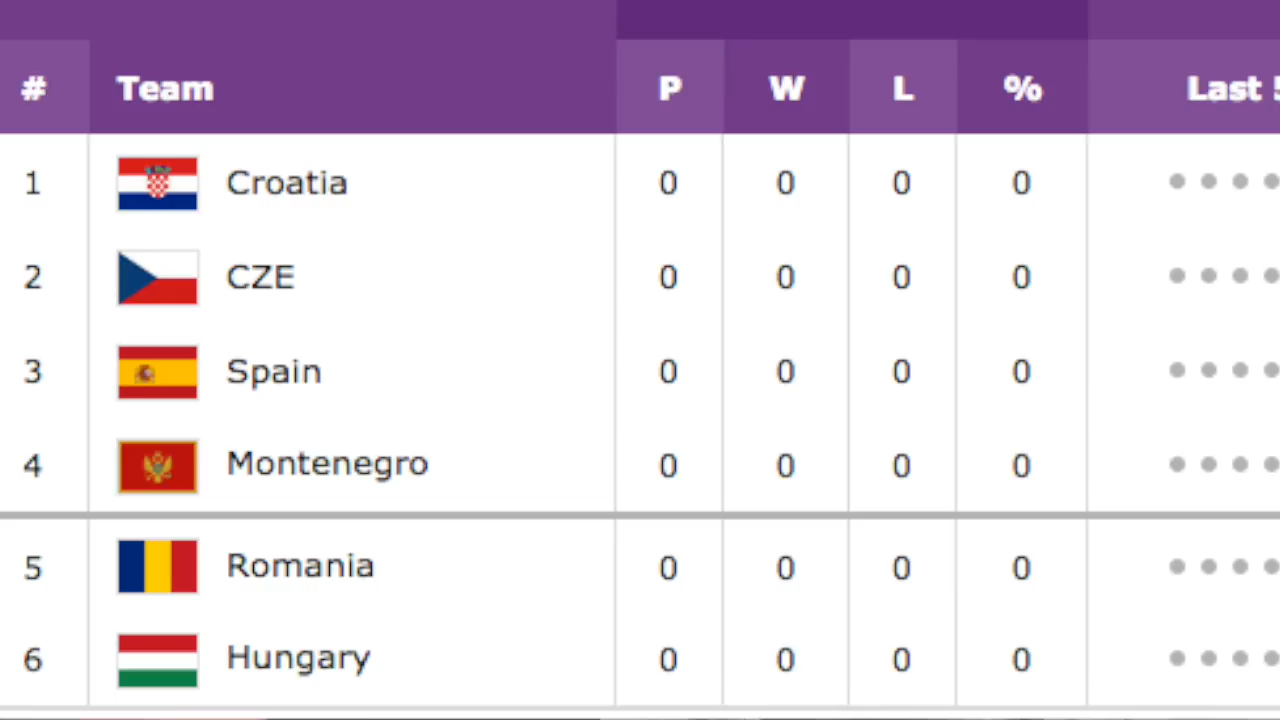 # Team P W L % Last
1 Croatia 0 0 0 0
2 CZE 0 0 0 0
3 Spain 0 0 0 0
4 Montenegro 0 0 0 0
5 Romania 0 0 0 0
6 Hungary 0 0 0 0